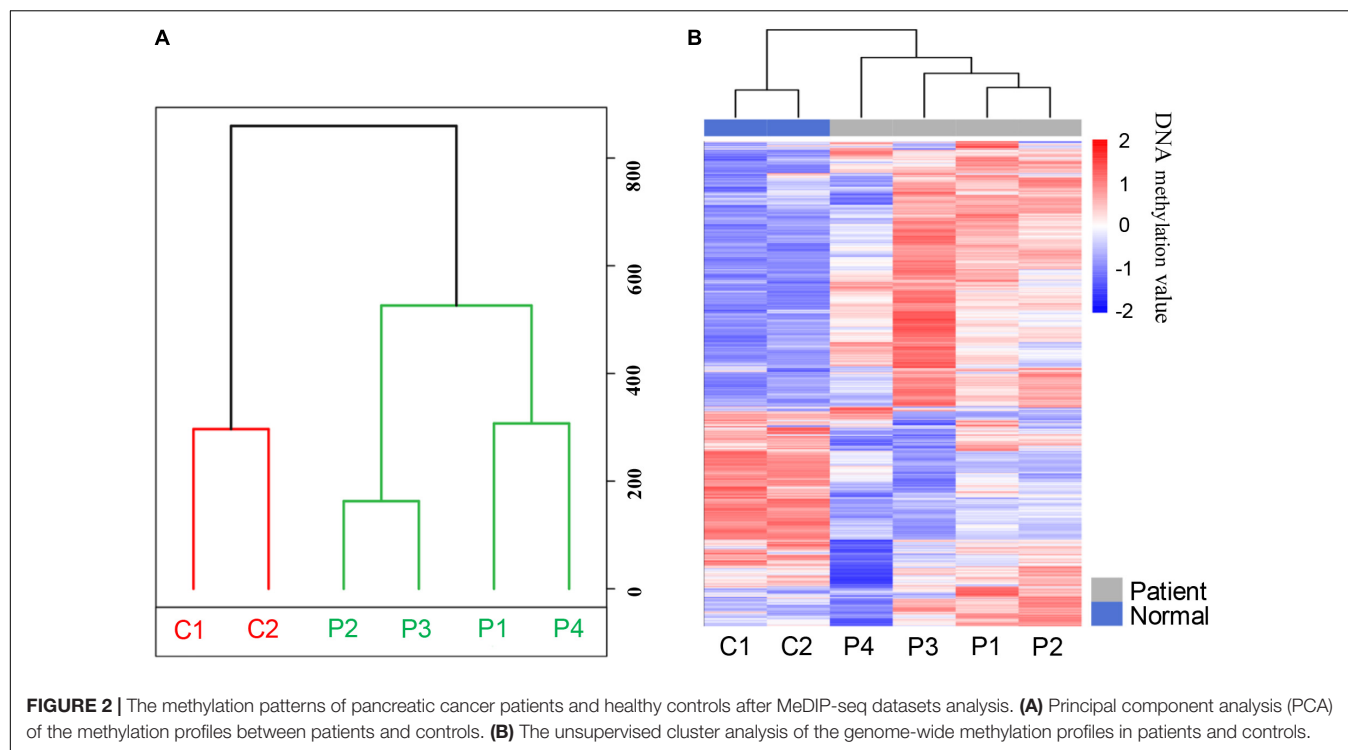 A
800
600
400
200
0
C1 C2 P2 P3 P1 P4
B
2
1
0
-1
-2
DNA methylation value
Patient
Normal
C1 C2 P4 P3 P1 P2
FIGURE 2 | The methylation patterns of pancreatic cancer patients and healthy controls after MeDIP-seq datasets analysis. (A) Principal component analysis (PCA)
of the methylation profiles between patients and controls. (B) The unsupervised cluster analysis of the genome-wide methylation profiles in patients and controls.